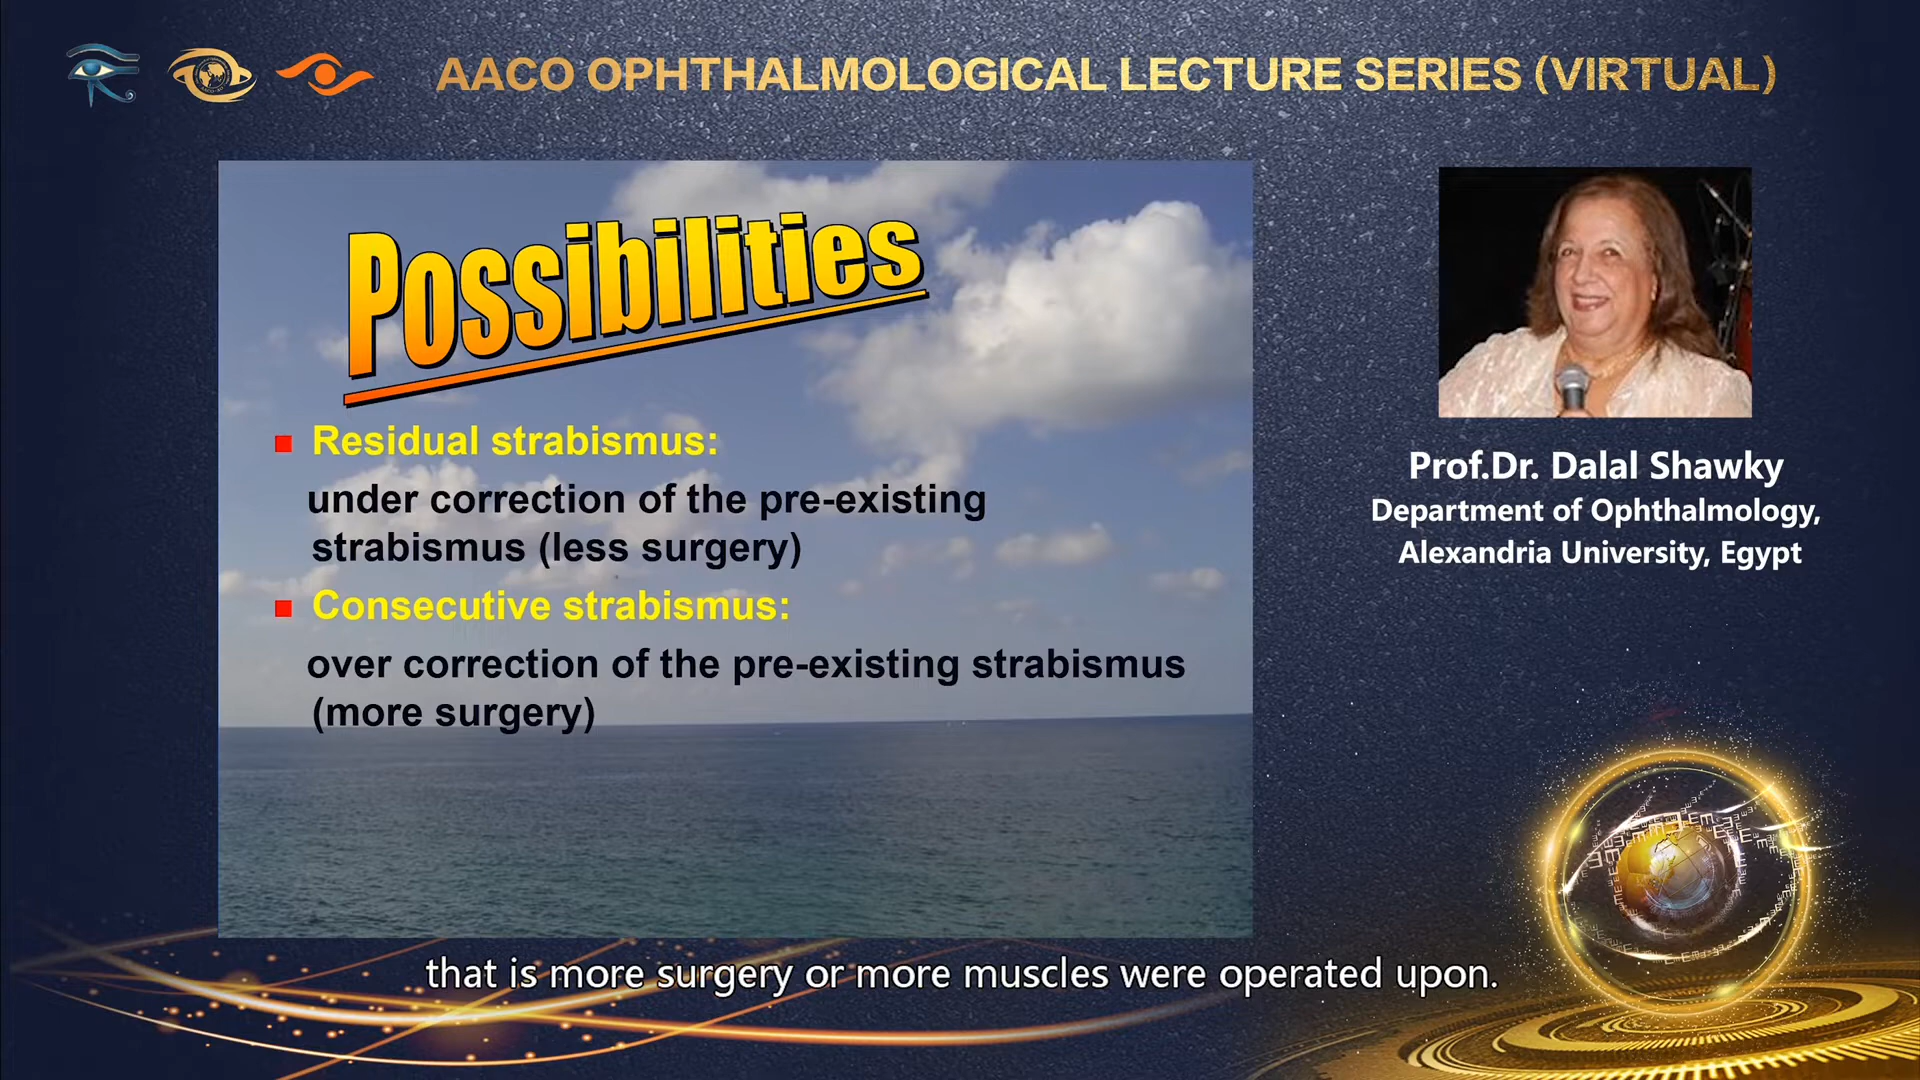 AACO OPHTHALMOLOGICAL LECTURE SERIES (VIRTUAL)
Possibilities
Residual strabismus:
under correction of the pre-existing
strabismus (less surgery)
Consecutive strabismus:
over correction of the pre-existing strabismus
(more surgery)
Prof.Dr. Dalal Shawky
Department of Ophthalmology,
Alexandria University, Egypt
that is more surgery or more muscles were operated upon.